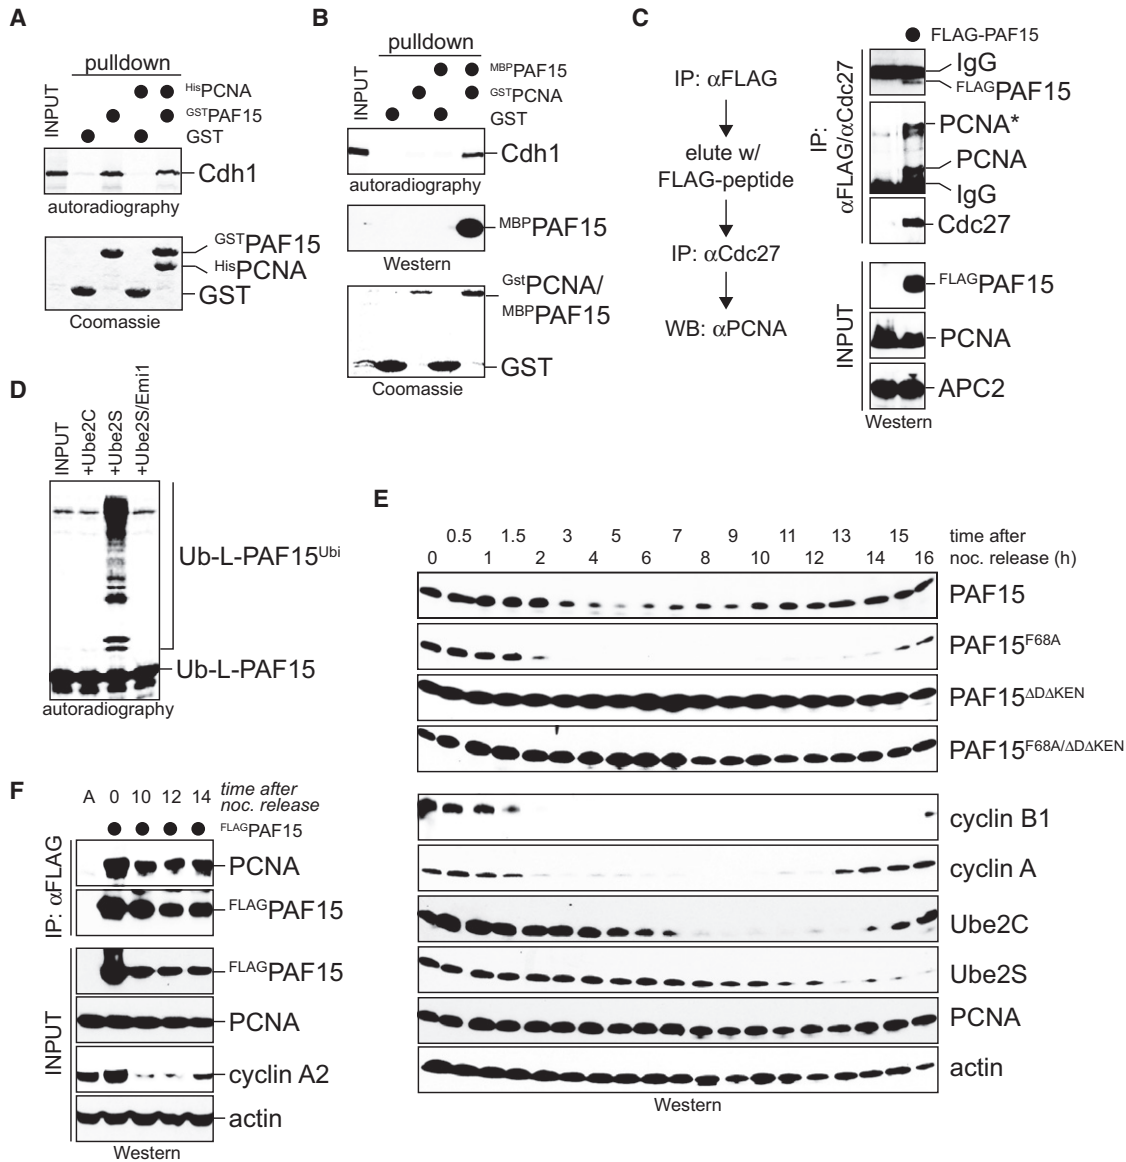 A
pulldown
INPUT
HisPCNA
GSTPAF15
GST
Cdh1
autoradiography
GSTPAF15
HisPCNA
GST
Coomassie
B
pulldown
INPUT
MBPPAF15
GSTPCNA
GST
Cdh1
autoradiography
MBPPAF15
Western
GstPCNA/
MBPPAF15
GST
Coomassie
C
IP: αFLAG
elute w/
FLAG-peptide
IP: αCdc27
WB: αPCNA
FLAG-PAF15
IP:
αFLAG/αCdc27
IgG
FLAGPAF15
PCNA*
PCNA
IgG
Cdc27
INPUT
FLAGPAF15
PCNA
APC2
Western
D
INPUT
+Ube2C
+Ube2S
+Ube2S/Emi1
Ub-L-PAF15Ubi
Ub-L-PAF15
autoradiography
E
0.5 1.5 3 5 7 9 11 13 15 time after
0 1 2 4 6 8 10 12 14 16 noc. release (h)
PAF15
PAF15F68A
PAF15ΔDΔKEN
PAF15F68A/ΔDΔKEN
cyclin B1
cyclin A
Ube2C
Ube2S
PCNA
actin
Western
F
A 0 10 12 14 time after
noc. release
FLAGPAF15
IP: αFLAG
PCNA
FLAGPAF15
INPUT
FLAGPAF15
PCNA
cyclin A2
actin
Western